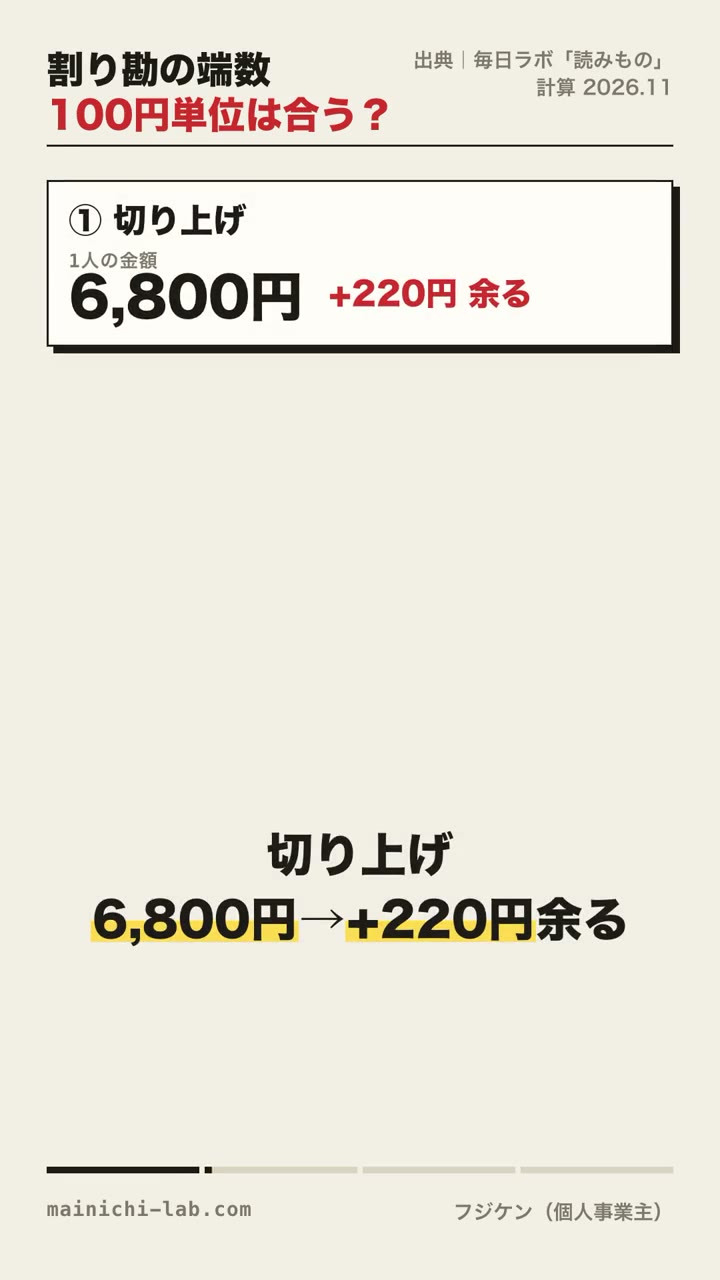 割り勘の端数
100円単位は合う？
出典｜毎日ラボ「読みもの」
計算 2026.11
① 切り上げ
1人の金額
6,800円 +220円 余る
切り上げ
6,800円→+220円余る
mainichi-lab.com
フジケン（個人事業主）